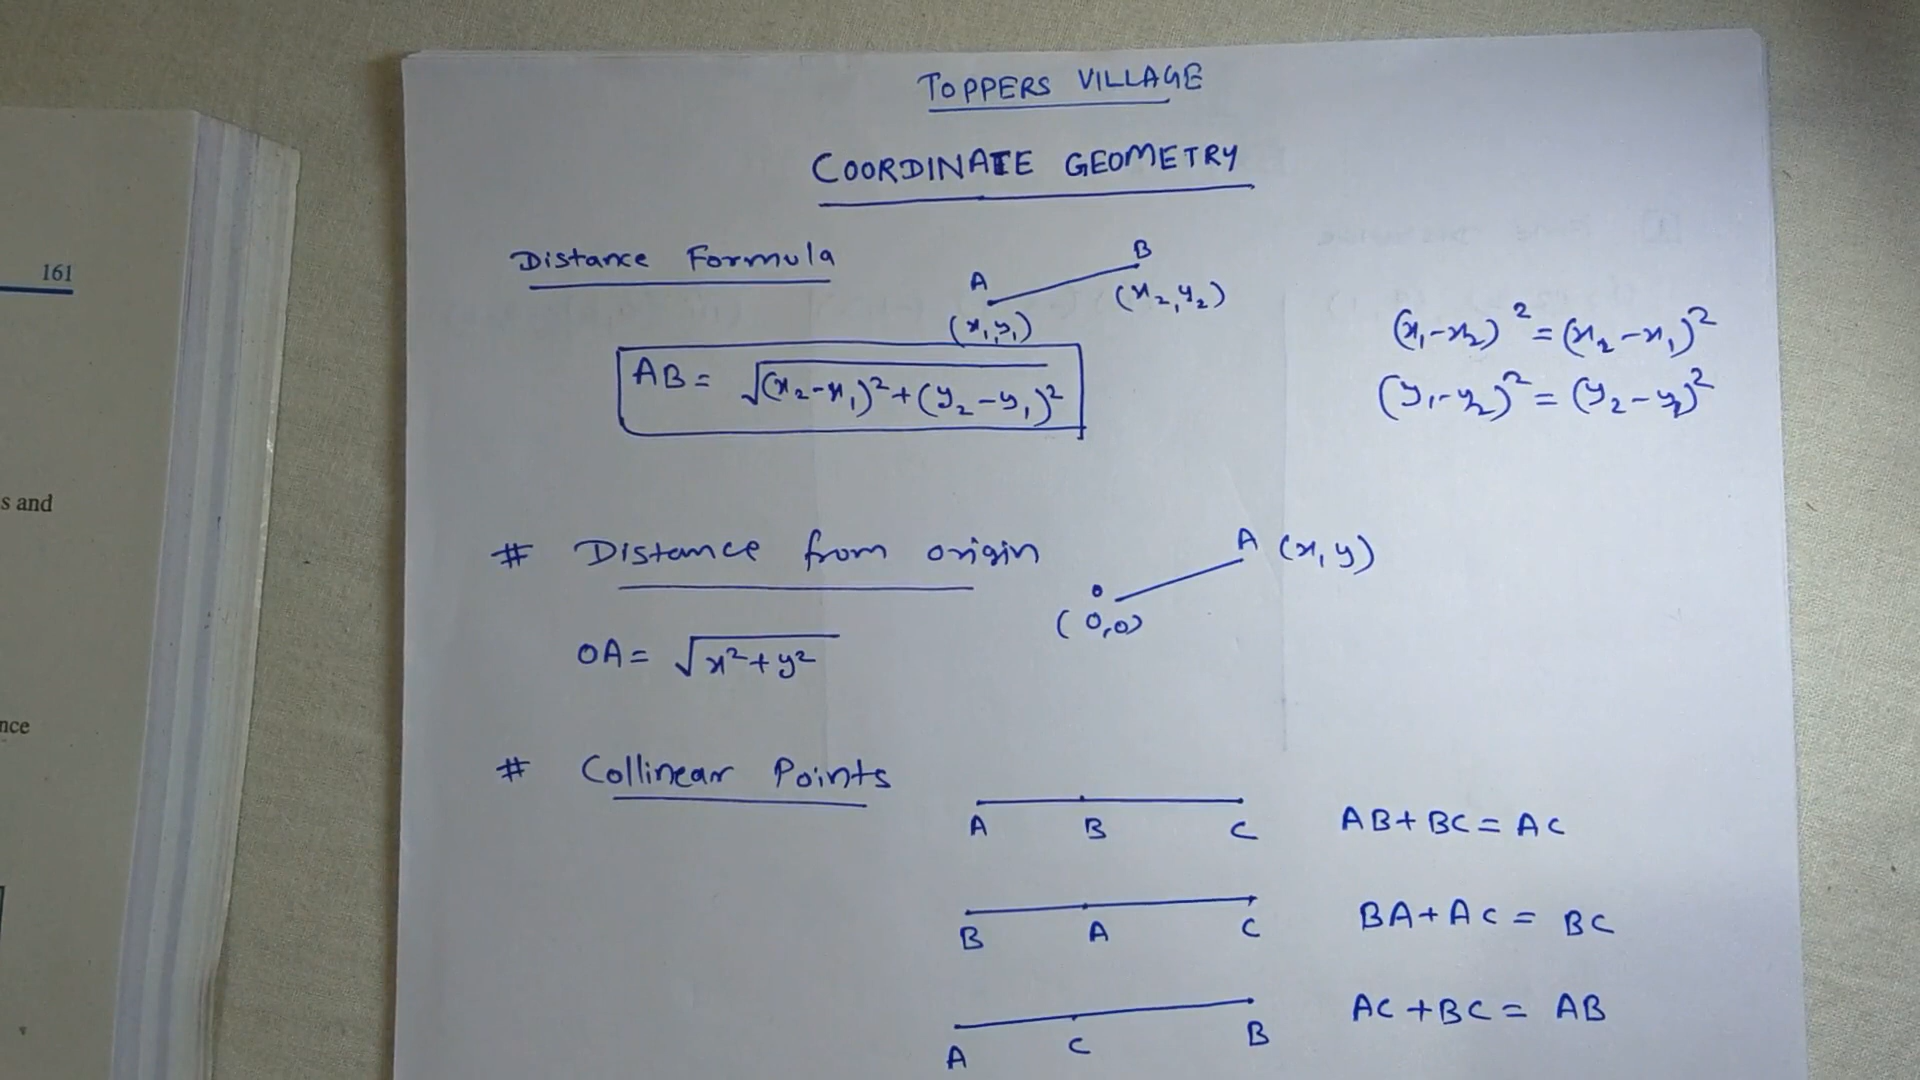 161
s and
nce
TOPPERS VILLAGE
COORDINATE GEOMETRY
Distance Formula
A
B
(x₁,y₁)
(x₂,y₂)
AB = √(x₂-x₁)²+(y₂-y₁)²
(x₁-x₂)² = (x₂-x₁)²
(y₁-y₂)² = (y₂-y₁)²
# Distance from origin
O
A (x,y)
(0,0)
OA = √x²+y²
# Collinear Points
A B C AB+BC = AC
B A C BA+AC = BC
A C B AC+BC = AB